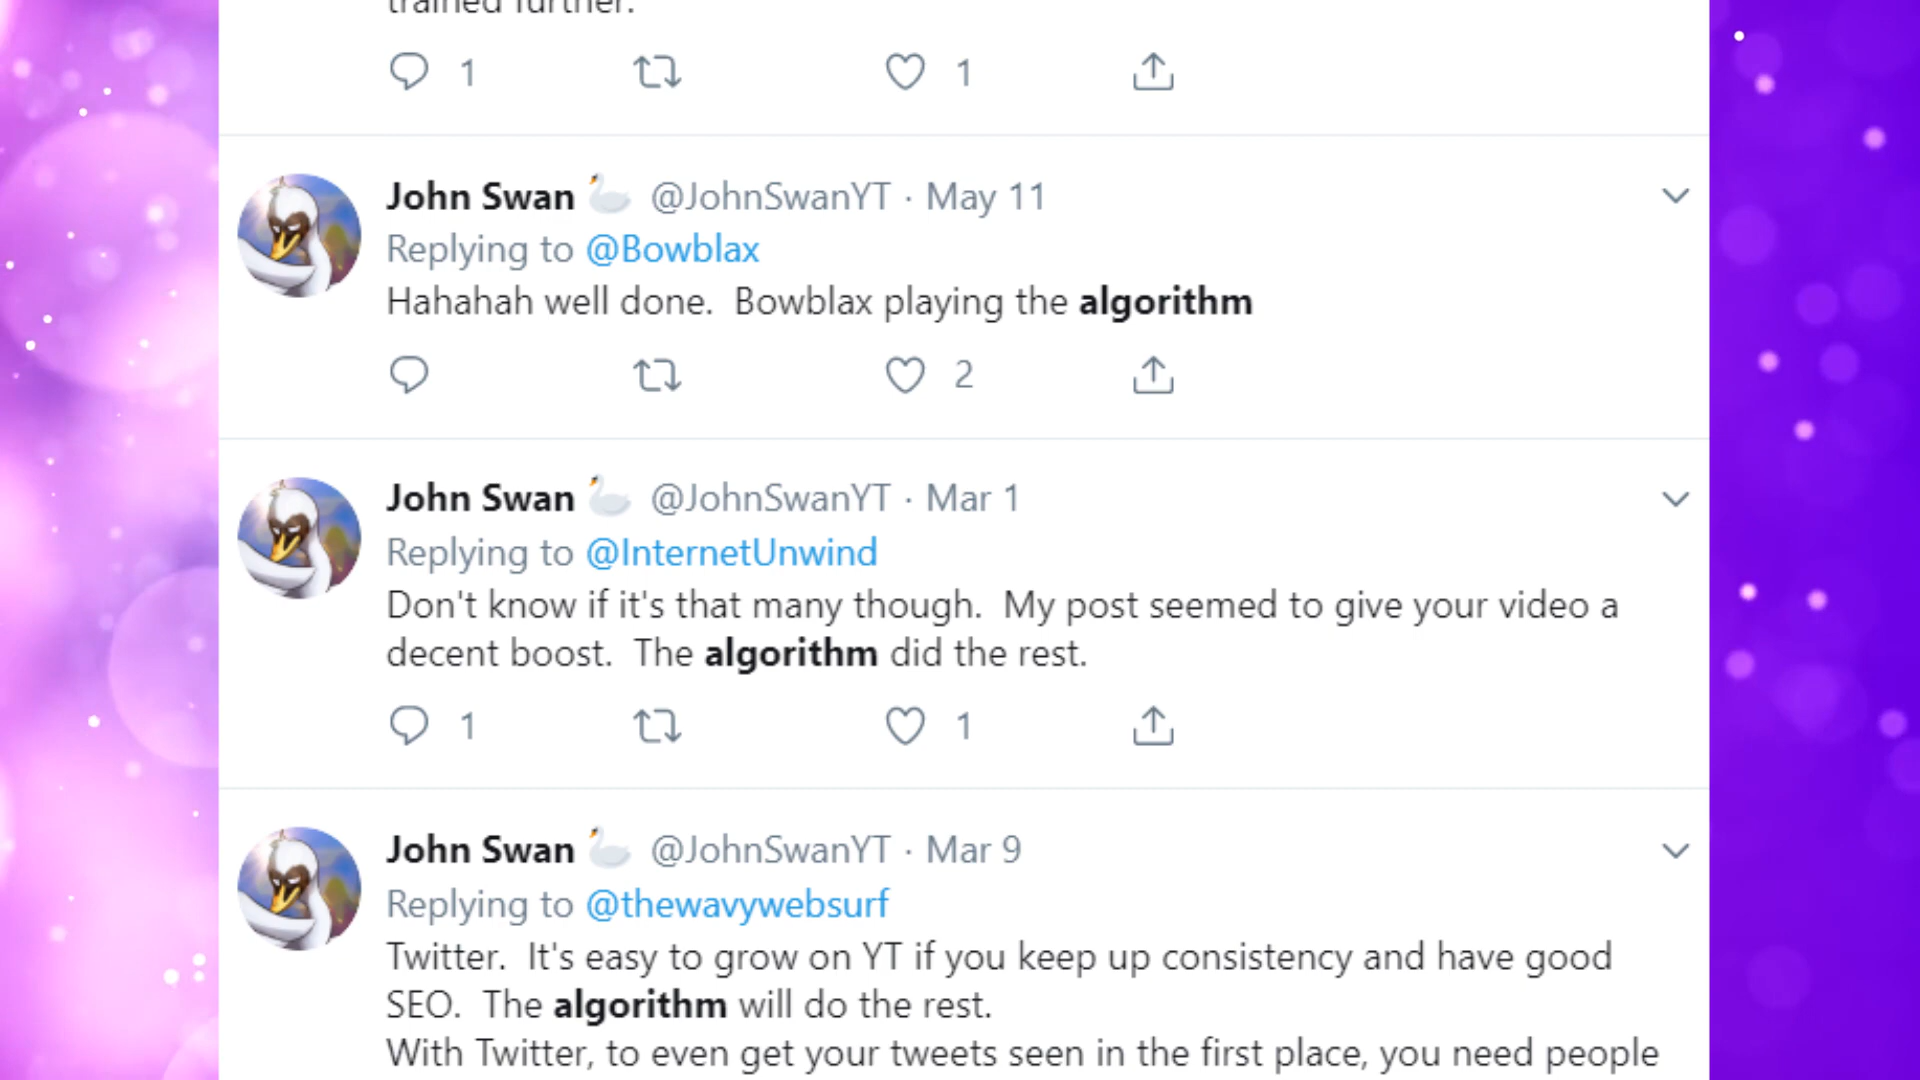 trained further.
1 1
John Swan 🦢 @JohnSwanYT · May 11
Replying to @Bowblax
Hahahah well done.  Bowblax playing the algorithm
2
John Swan 🦢 @JohnSwanYT · Mar 1
Replying to @InternetUnwind
Don't know if it's that many though.  My post seemed to give your video a
decent boost.  The algorithm did the rest.
1 1
John Swan 🦢 @JohnSwanYT · Mar 9
Replying to @thewavywebsurf
Twitter.  It's easy to grow on YT if you keep up consistency and have good
SEO.  The algorithm will do the rest.
With Twitter, to even get your tweets seen in the first place, you need people